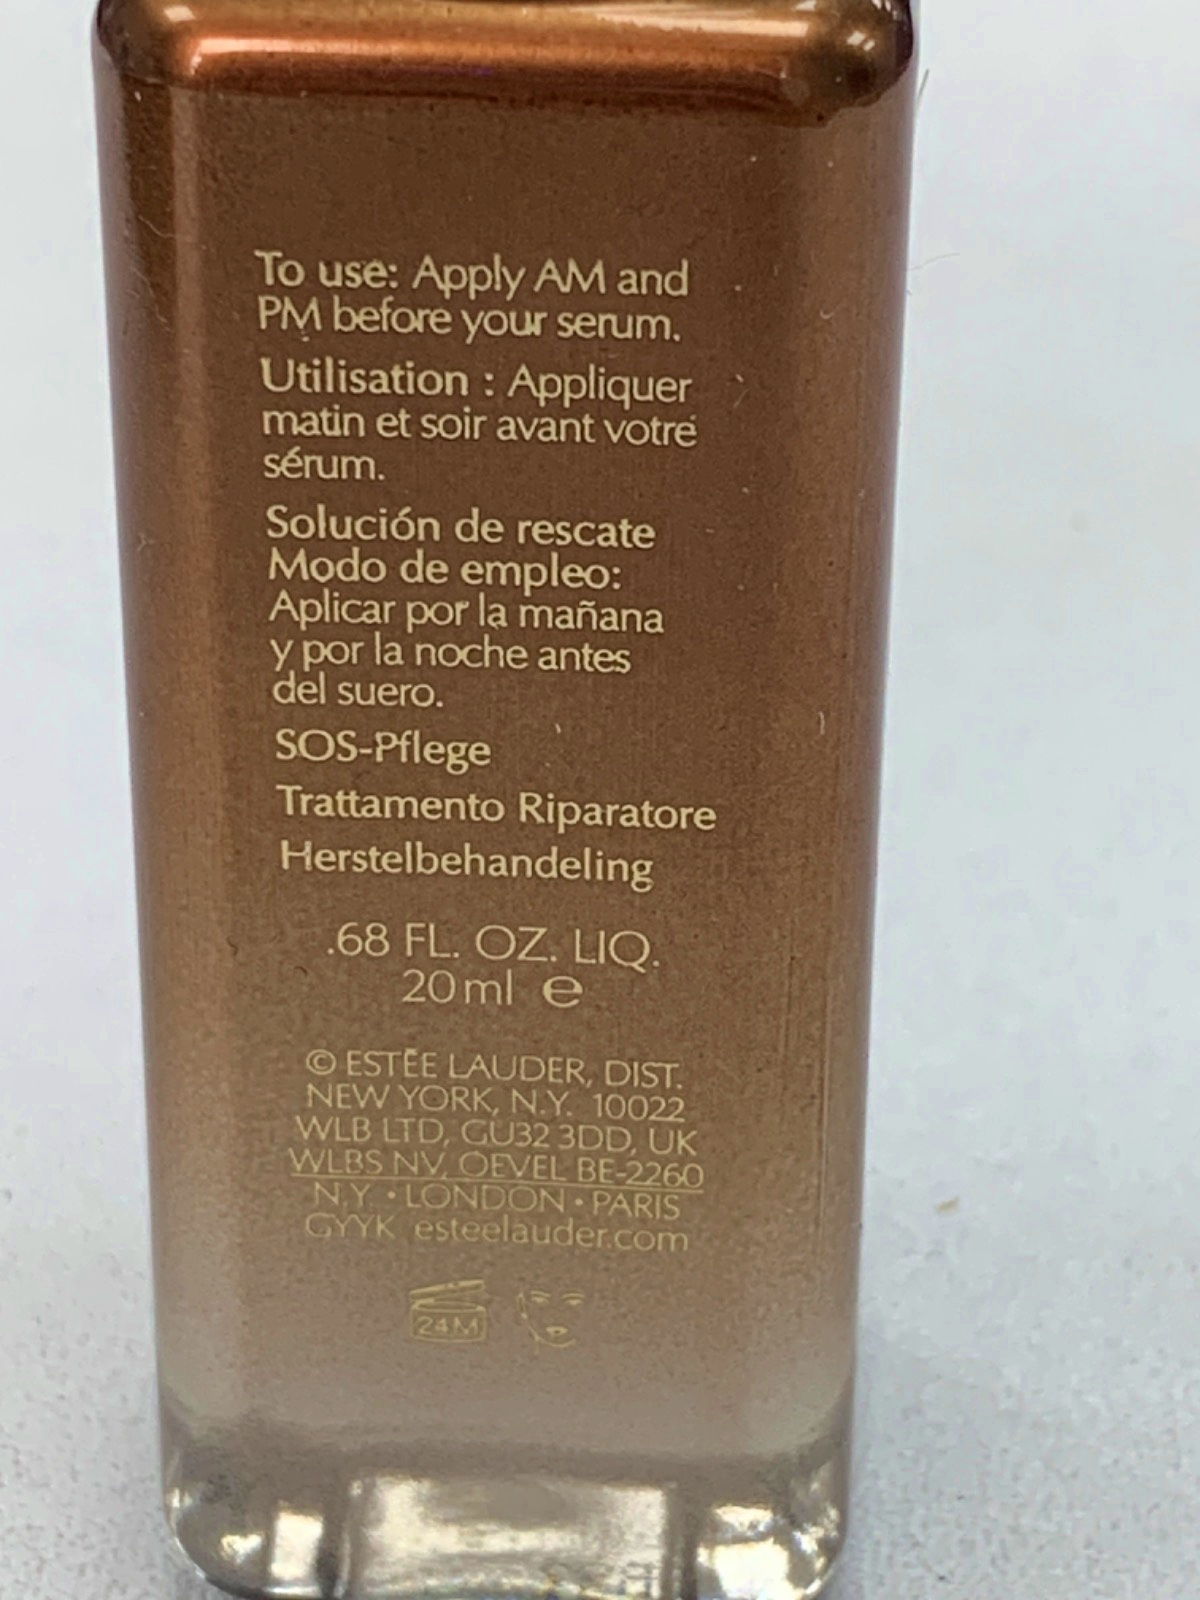 To use: Apply AM and
PM before your serum.
Utilisation : Appliquer
matin et soir avant votre
sérum.
Solución de rescate
Modo de empleo:
Aplicar por la mañana
y por la noche antes
del suero.
SOS-Pflege
Trattamento Riparatore
Herstelbehandeling
.68 FL. OZ. LIQ.
20 ml ℮
© ESTĒE LAUDER, DIST.
NEW YORK, N.Y. 10022
WLB LTD, GU32 3DD, UK
WLBS NV, OEVEL BE-2260
N.Y. • LONDON • PARIS
GYYK esteelauder.com
24M